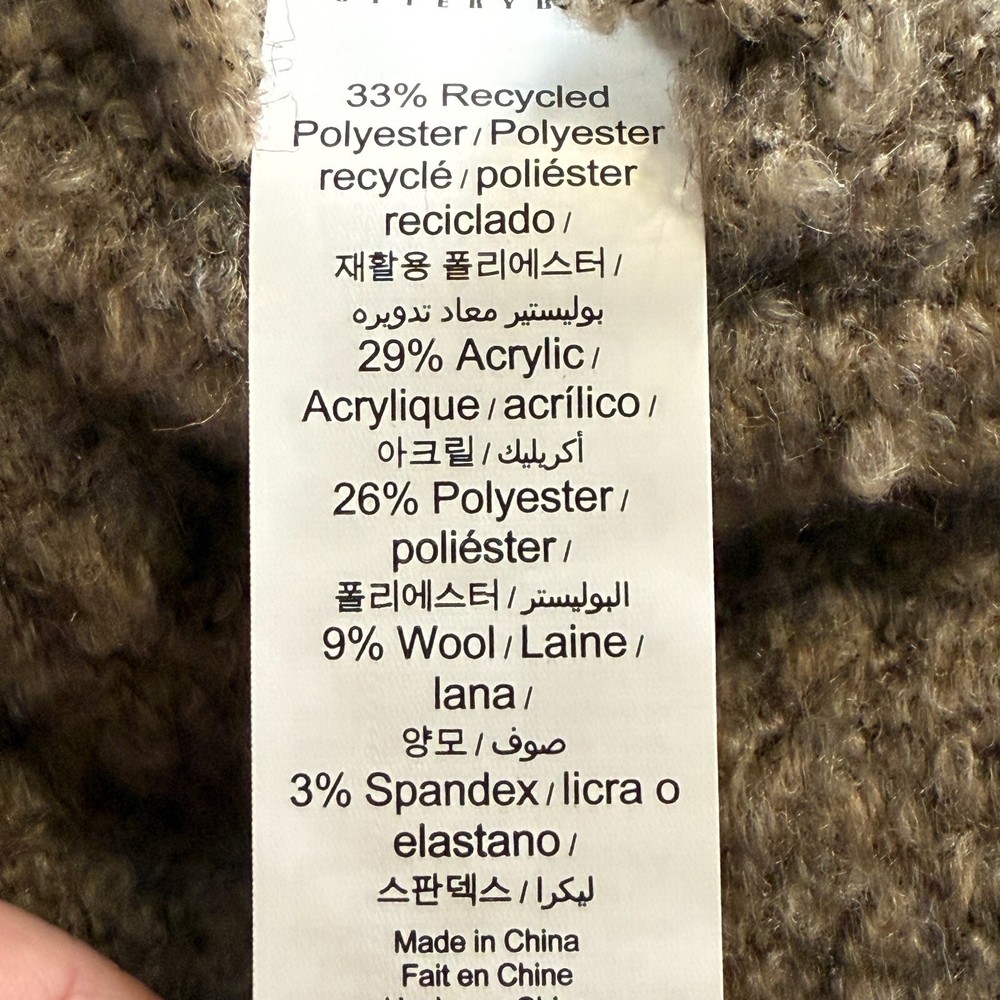 33% Recycled
Polyester / Polyester
recyclé / poliéster
reciclado /
재활용 폴리에스터 /
بوليستير معاد تدويره
29% Acrylic /
Acrylique / acrílico /
아크릴 / أكريليك
26% Polyester /
poliéster /
폴리에스터 / البوليستر
9% Wool / Laine /
lana /
양모 / صوف
3% Spandex / licra o
elastano /
스판덱스 / ليكرا
Made in China
Fait en Chine